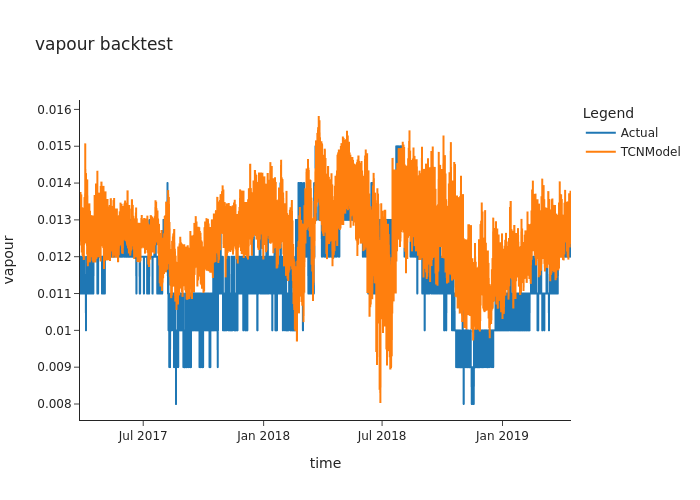 vapour backtest
Legend
Actual
TCNModel
0.016
0.015
0.014
0.013
0.012
0.011
0.01
0.009
0.008
vapour
Jul 2017
Jan 2018
Jul 2018
Jan 2019
time